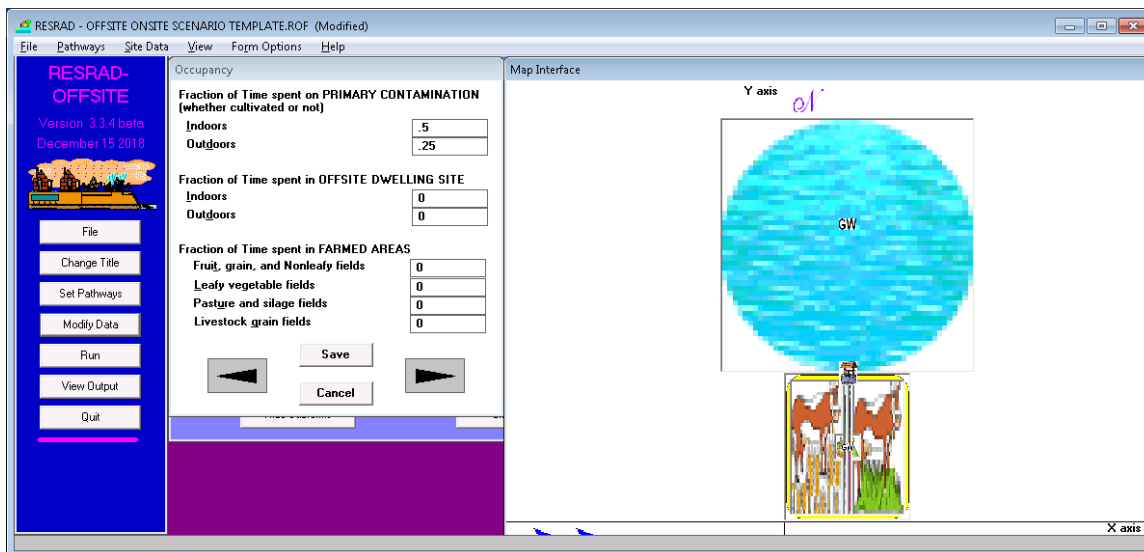 RESRAD - OFFSITE ONSITE SCENARIO TEMPLATE.ROF (Modified)
File Pathways Site Data View Form Options Help
RESRAD-
OFFSITE
Version 3.3.4 beta
December 15 2018
File
Change Title
Set Pathways
Modify Data
Run
View Output
Quit
Occupancy
Fraction of Time spent on PRIMARY CONTAMINATION
(whether cultivated or not)
Indoors .5
Outdoors .25
Fraction of Time spent in OFFSITE DWELLING SITE
Indoors 0
Outdoors 0
Fraction of Time spent in FARMED AREAS
Fruit, grain, and Nonleafy fields 0
Leafy vegetable fields 0
Pasture and silage fields 0
Livestock grain fields 0
Save
Cancel
Map Interface
Y axis N
GW
X axis